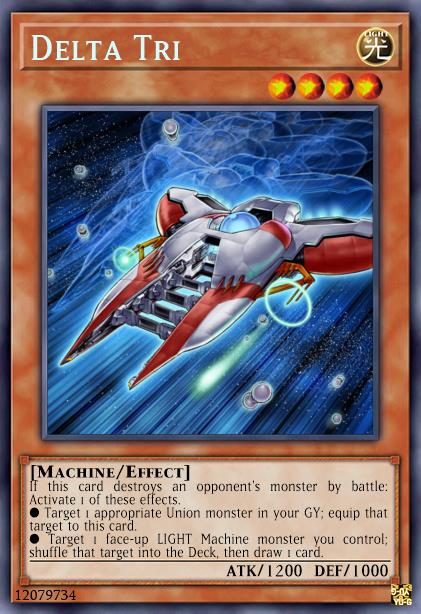 DELTA TRI
LIGHT
光
[MACHINE/EFFECT]
If this card destroys an opponent's monster by battle:
Activate 1 of these effects.
● Target 1 appropriate Union monster in your GY; equip that
target to this card.
● Target 1 face-up LIGHT Machine monster you control;
shuffle that target into the Deck, then draw 1 card.
ATK/1200 DEF/1000
12079734